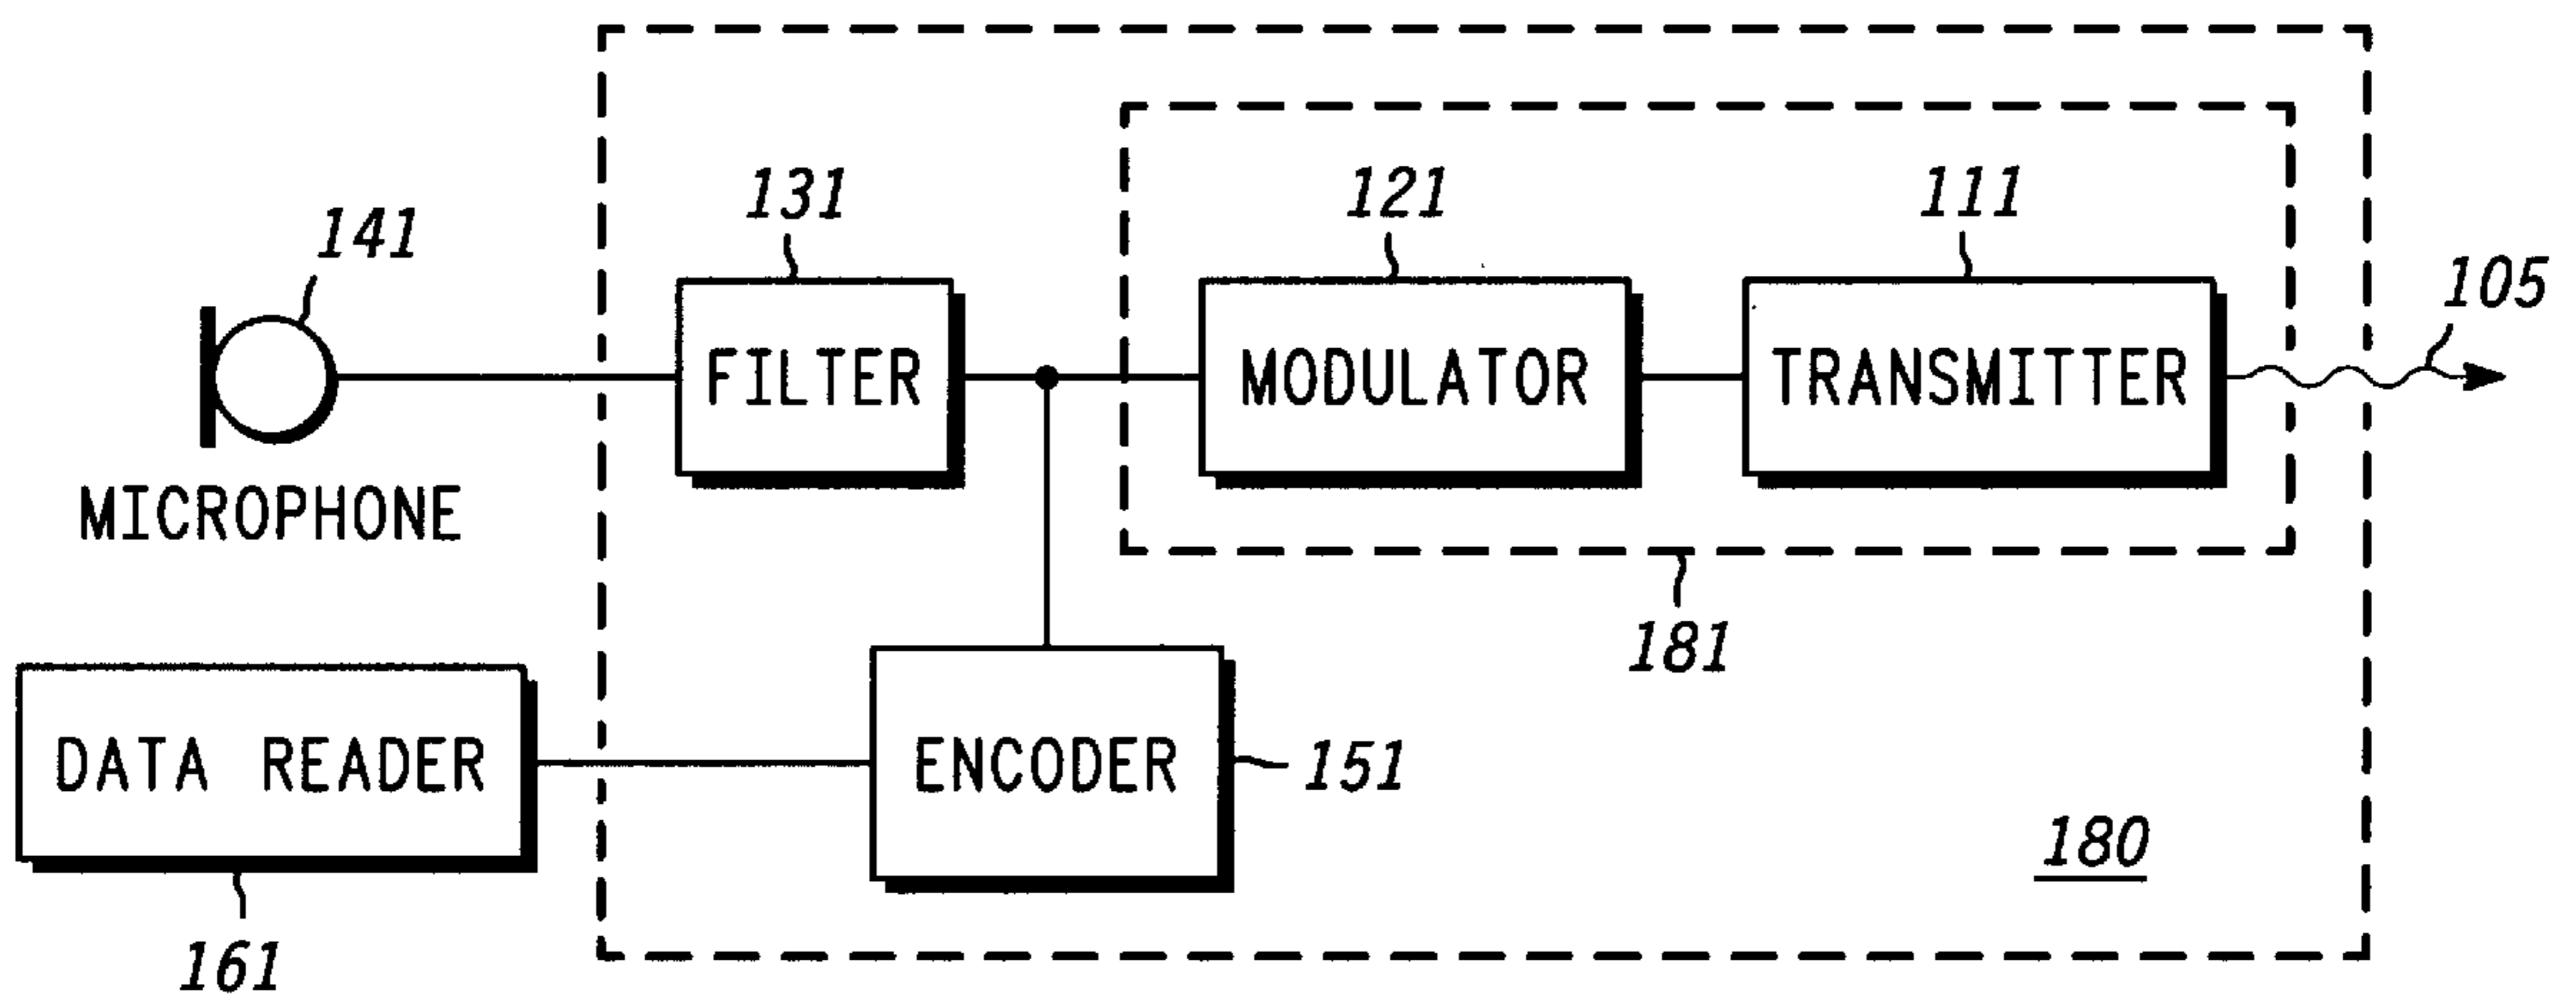 131
121
111
141
105
FILTER
MODULATOR
TRANSMITTER
MICROPHONE
181
DATA READER
ENCODER
151
180
161